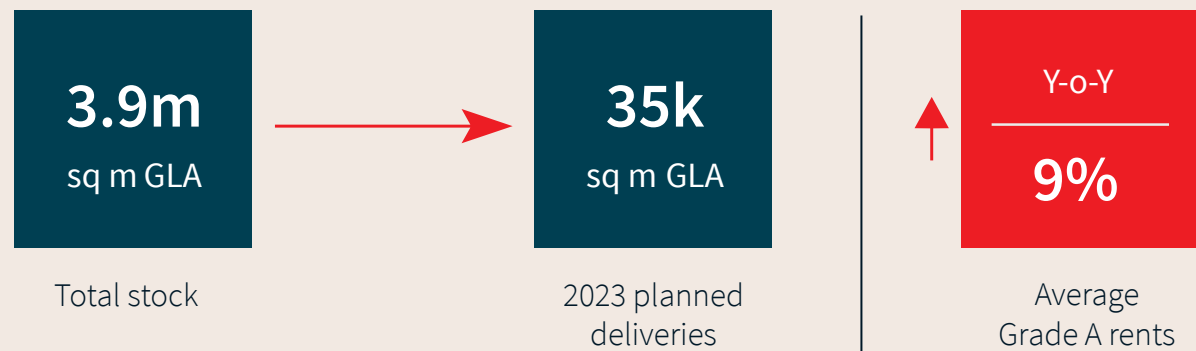 3.9m
sq m GLA
Total stock
35k
sq m GLA
2023 planned
deliveries
Y-o-Y
9%
Average
Grade A rents